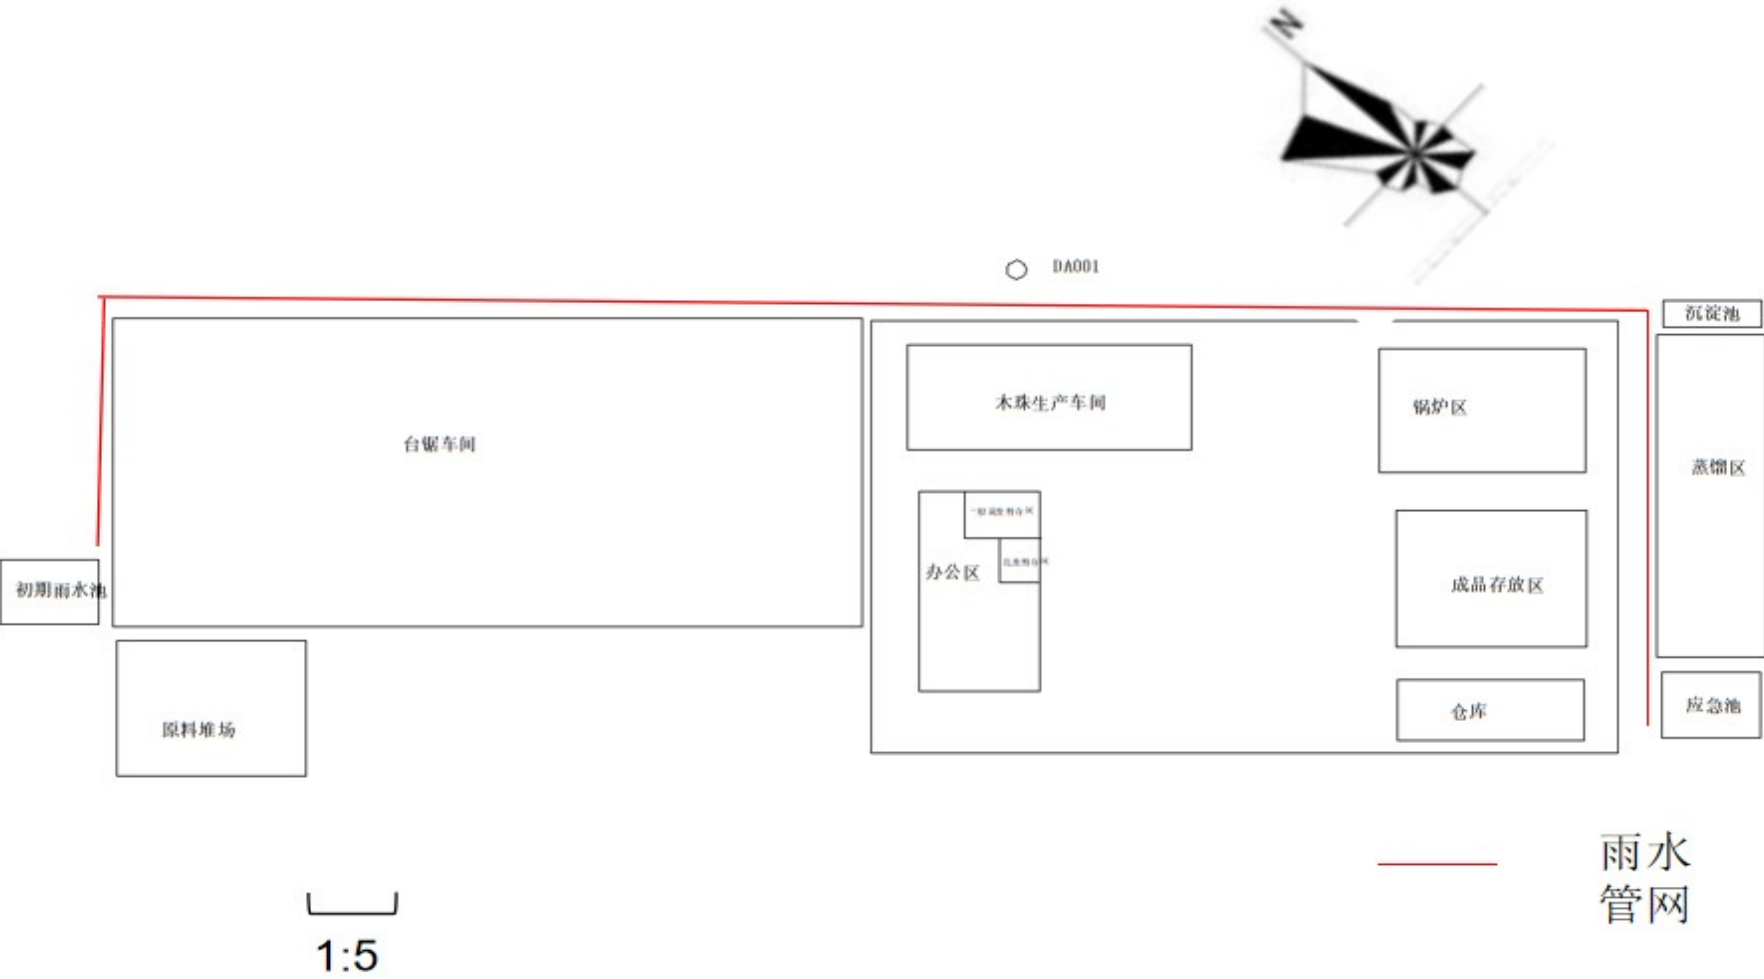 N
DA001
沉淀池
木珠生产车间
锅炉区
台锯车间
蒸馏区
办公区
初期雨水池
成品存放区
应急池
仓库
原料堆场
雨水
管网
1:5